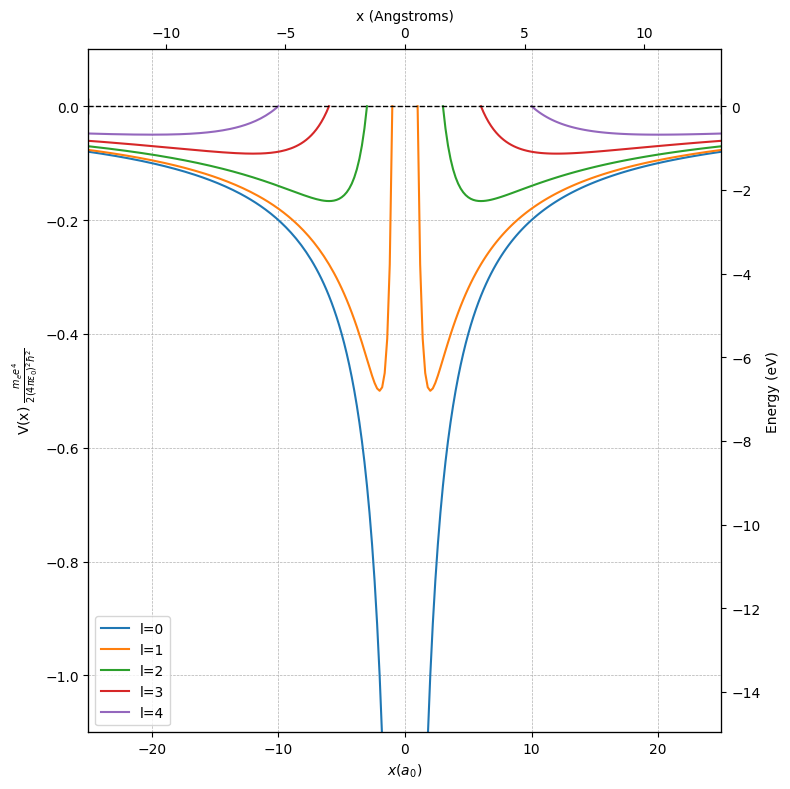 x (Angstroms)
−10 −5 0 5 10
0.0
−0.2
−0.4
−0.6
−0.8
−1.0
V(x) $\frac{m_e e^4}{2(4\pi\varepsilon_0)^2\hbar^2}$
0
−2
−4
−6
−8
−10
−12
−14
Energy (eV)
l=0
l=1
l=2
l=3
l=4
−20 −10 0 10 20
x(a₀)